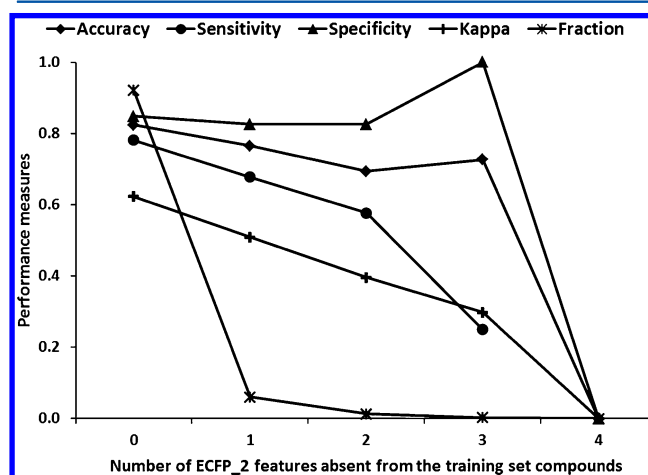 Accuracy Sensitivity Specificity Kappa Fraction
1.0
0.8
0.6
0.4
0.2
0.0
Performance measures
0 1 2 3 4
Number of ECFP_2 features absent from the training set compounds